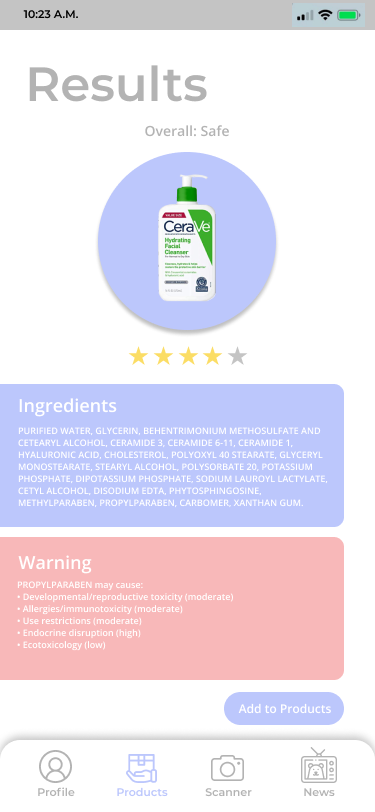 10:23 A.M.
Results
Overall: Safe
VALUE SIZE
CeraVe
Hydrating
Facial
Cleanser
Ingredients
PURIFIED WATER, GLYCERIN, BEHENTRIMONIUM METHOSULFATE AND
CETEARYL ALCOHOL, CERAMIDE 3, CERAMIDE 6-11, CERAMIDE 1,
HYALURONIC ACID, CHOLESTEROL, POLYOXYL 40 STEARATE, GLYCERYL
MONOSTEARATE, STEARYL ALCOHOL, POLYSORBATE 20, POTASSIUM
PHOSPHATE, DIPOTASSIUM PHOSPHATE, SODIUM LAUROYL LACTYLATE,
CETYL ALCOHOL, DISODIUM EDTA, PHYTOSPHINGOSINE,
METHYLPARABEN, PROPYLPARABEN, CARBOMER, XANTHAN GUM.
Warning
PROPYLPARABEN may cause:
• Developmental/reproductive toxicity (moderate)
• Allergies/immunotoxicity (moderate)
• Use restrictions (moderate)
• Endocrine disruption (high)
• Ecotoxicology (low)
Add to Products
Profile
Products
Scanner
News